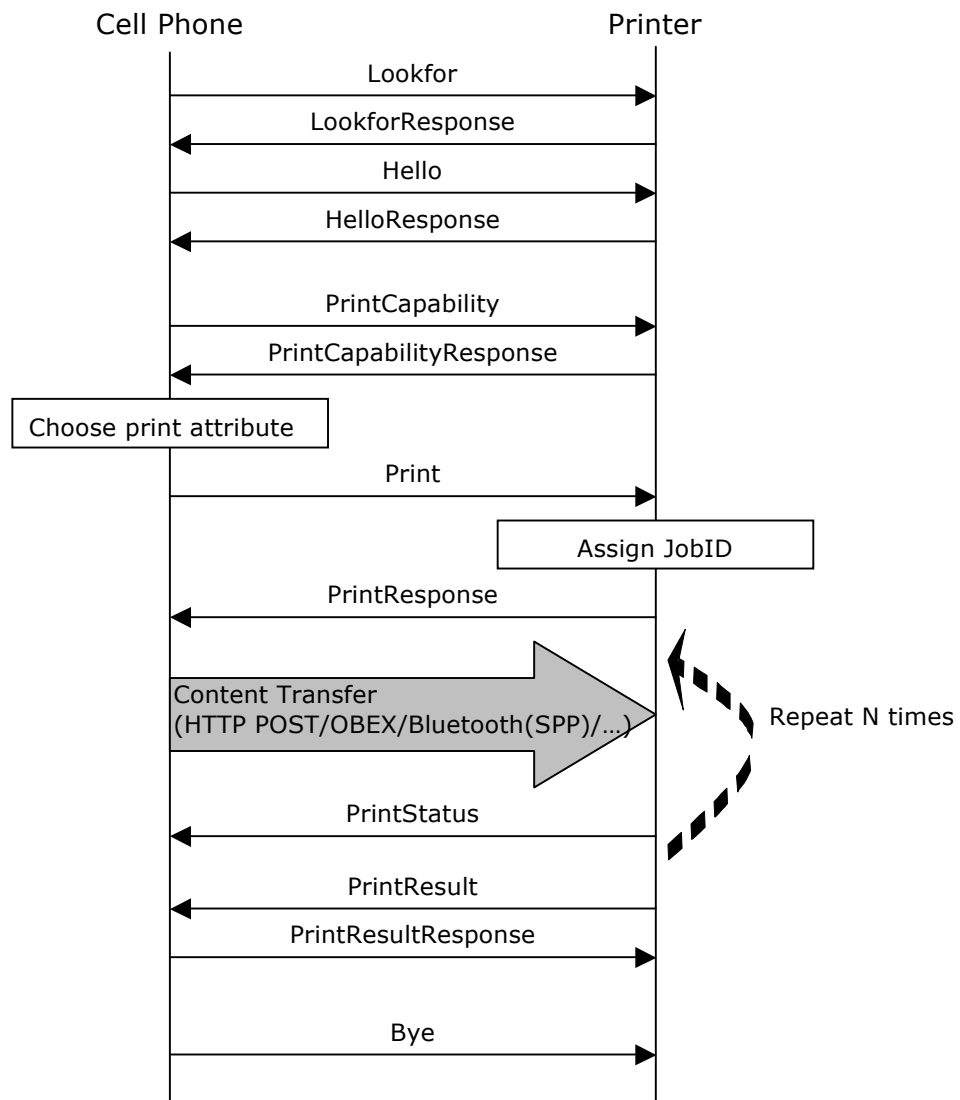 Cell Phone
Printer
Lookfor
LookforResponse
Hello
HelloResponse
PrintCapability
PrintCapabilityResponse
Choose print attribute
Print
Assign JobID
PrintResponse
Content Transfer
(HTTP POST/OBEX/Bluetooth(SPP)/…)
Repeat N times
PrintStatus
PrintResult
PrintResultResponse
Bye